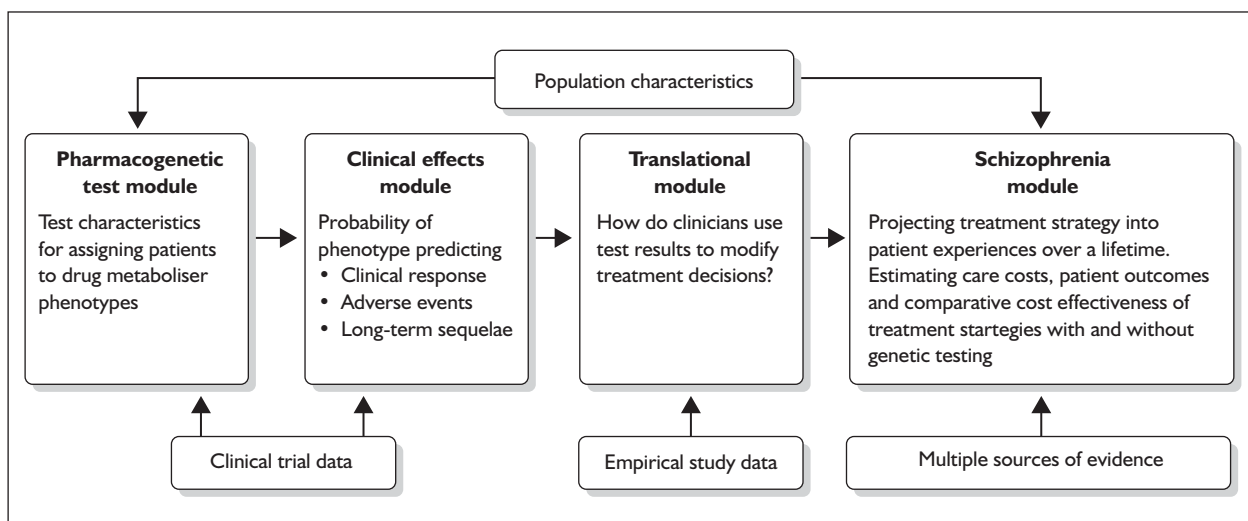 Population characteristics
Pharmacogenetic
test module
Test characteristics
for assigning patients
to drug metaboliser
phenotypes
Clinical effects
module
Probability of
phenotype predicting
• Clinical response
• Adverse events
• Long-term sequelae
Translational
module
How do clinicians use
test results to modify
treatment decisions?
Schizophrenia
module
Projecting treatment strategy into
patient experiences over a lifetime.
Estimating care costs, patient outcomes
and comparative cost effectiveness of
treatment startegies with and without
genetic testing
Clinical trial data
Empirical study data
Multiple sources of evidence